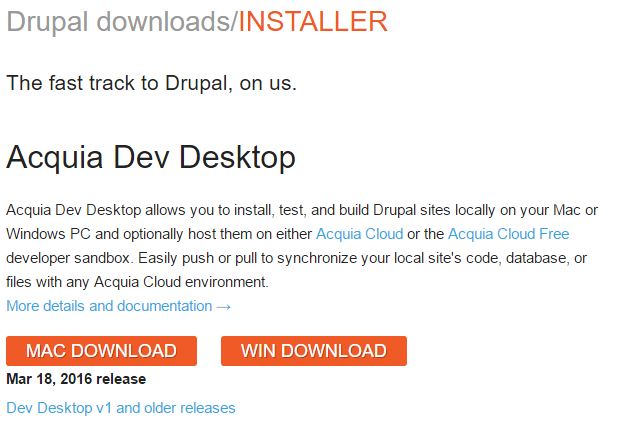 Drupal downloads/INSTALLER
The fast track to Drupal, on us.
Acquia Dev Desktop
Acquia Dev Desktop allows you to install, test, and build Drupal sites locally on your Mac or
Windows PC and optionally host them on either Acquia Cloud or the Acquia Cloud Free
developer sandbox. Easily push or pull to synchronize your local site's code, database, or
files with any Acquia Cloud environment.
More details and documentation →
MAC DOWNLOAD WIN DOWNLOAD
Mar 18, 2016 release
Dev Desktop v1 and older releases